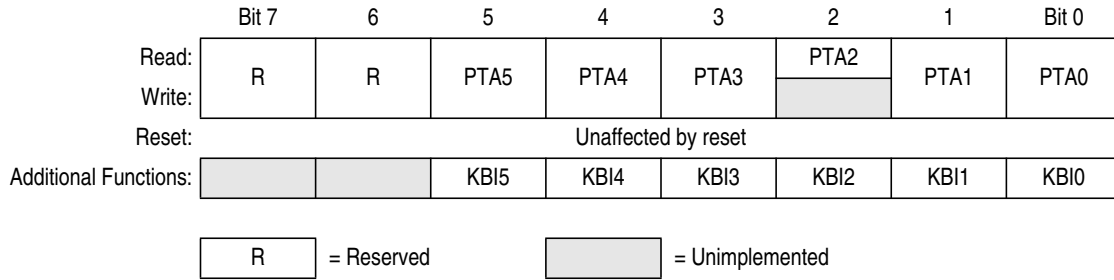 Bit 7 6 5 4 3 2 1 Bit 0
Read: R R PTA5 PTA4 PTA3 PTA2 PTA1 PTA0
Write:
Reset: Unaffected by reset
Additional Functions: KBI5 KBI4 KBI3 KBI2 KBI1 KBI0
R = Reserved = Unimplemented